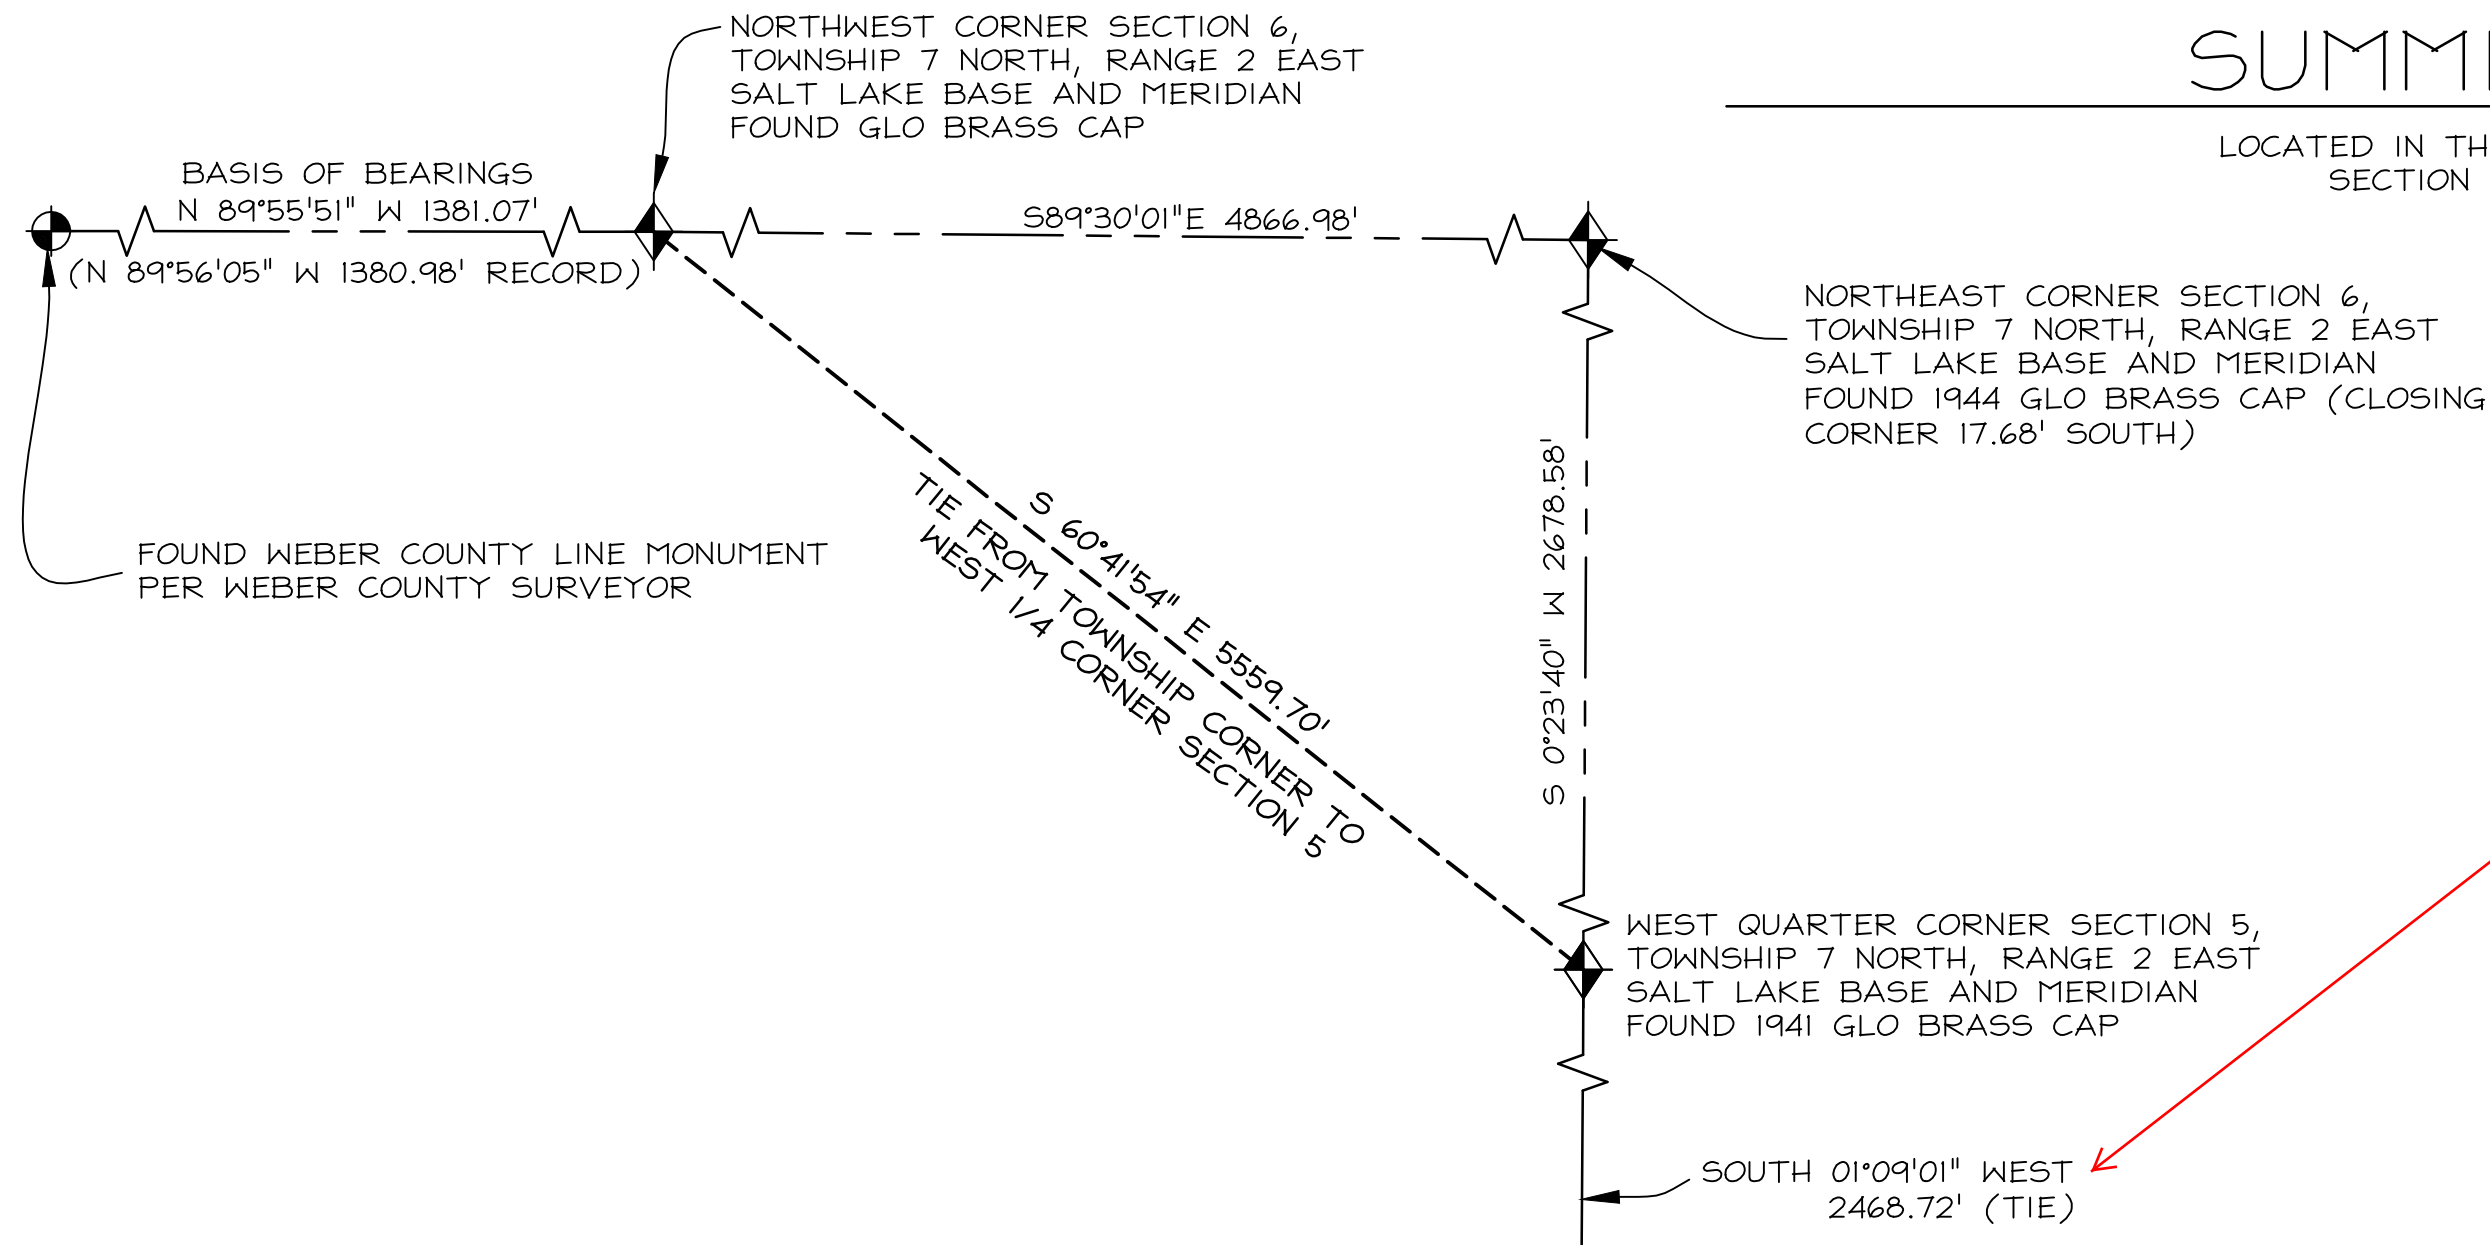 NORTHWEST CORNER SECTION 6,
TOWNSHIP 7 NORTH, RANGE 2 EAST
SALT LAKE BASE AND MERIDIAN
FOUND GLO BRASS CAP
SUMM
LOCATED IN TH
SECTION
BASIS OF BEARINGS
N 89°55'51" W 1381.07'
(N 89°56'05" W 1380.98' RECORD)
S89°30'01"E 4866.98'
NORTHEAST CORNER SECTION 6,
TOWNSHIP 7 NORTH, RANGE 2 EAST
SALT LAKE BASE AND MERIDIAN
FOUND 1944 GLO BRASS CAP (CLOSING
CORNER 17.68' SOUTH)
FOUND WEBER COUNTY LINE MONUMENT
PER WEBER COUNTY SURVEYOR
S 60°41'54" E 5559.70'
TIE FROM TOWNSHIP CORNER TO
WEST 1/4 CORNER SECTION 5
S 0°23'40" W 2678.58'
WEST QUARTER CORNER SECTION 5,
TOWNSHIP 7 NORTH, RANGE 2 EAST
SALT LAKE BASE AND MERIDIAN
FOUND 1941 GLO BRASS CAP
SOUTH 01°09'01" WEST
2468.72' (TIE)